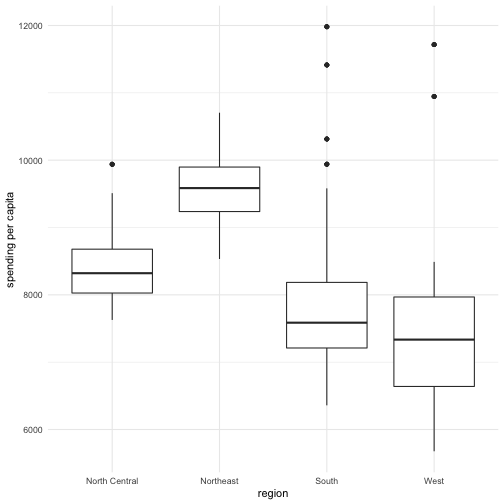 12000
10000
8000
6000
spending per capita
North Central
Northeast
South
West
region